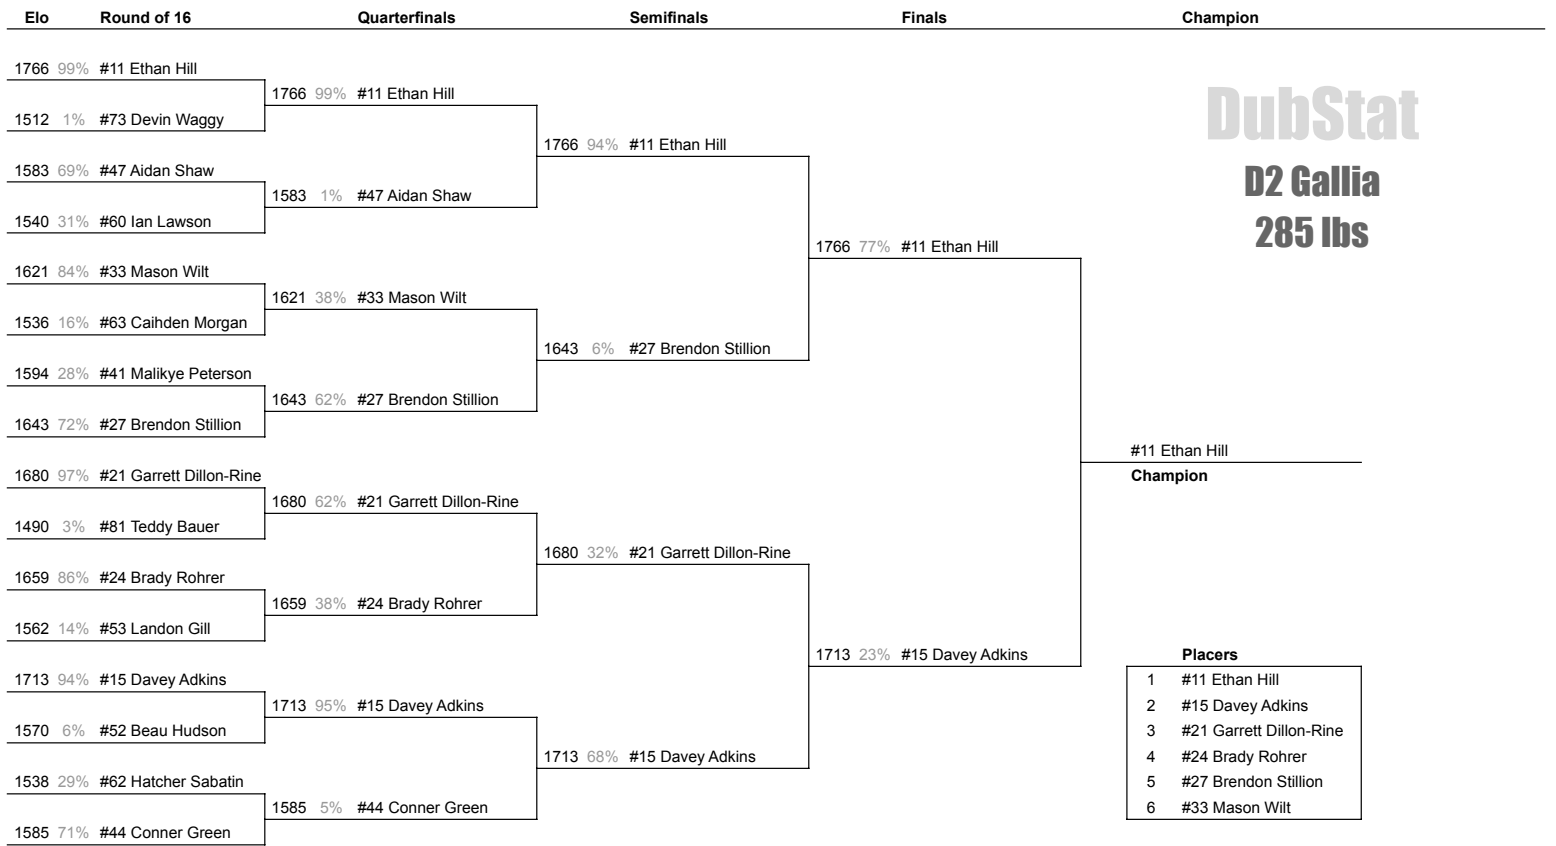 Elo Round of 16 Quarterfinals Semifinals Finals Champion
1766 99% #11 Ethan Hill
1766 99% #11 Ethan Hill
1512 1% #73 Devin Waggy
1766 94% #11 Ethan Hill
1583 69% #47 Aidan Shaw
1583 1% #47 Aidan Shaw
1540 31% #60 Ian Lawson
1766 77% #11 Ethan Hill
1621 84% #33 Mason Wilt
1621 38% #33 Mason Wilt
1536 16% #63 Caihden Morgan
1643 6% #27 Brendon Stillion
1594 28% #41 Malikye Peterson
1643 62% #27 Brendon Stillion
1643 72% #27 Brendon Stillion
#11 Ethan Hill
Champion
1680 97% #21 Garrett Dillon-Rine
1680 62% #21 Garrett Dillon-Rine
1490 3% #81 Teddy Bauer
1680 32% #21 Garrett Dillon-Rine
1659 86% #24 Brady Rohrer
1659 38% #24 Brady Rohrer
1562 14% #53 Landon Gill
1713 23% #15 Davey Adkins
1713 94% #15 Davey Adkins
1713 95% #15 Davey Adkins
1570 6% #52 Beau Hudson
1713 68% #15 Davey Adkins
1538 29% #62 Hatcher Sabatin
1585 5% #44 Conner Green
1585 71% #44 Conner Green
DubStat
D2 Gallia
285 lbs
Placers
1 #11 Ethan Hill
2 #15 Davey Adkins
3 #21 Garrett Dillon-Rine
4 #24 Brady Rohrer
5 #27 Brendon Stillion
6 #33 Mason Wilt